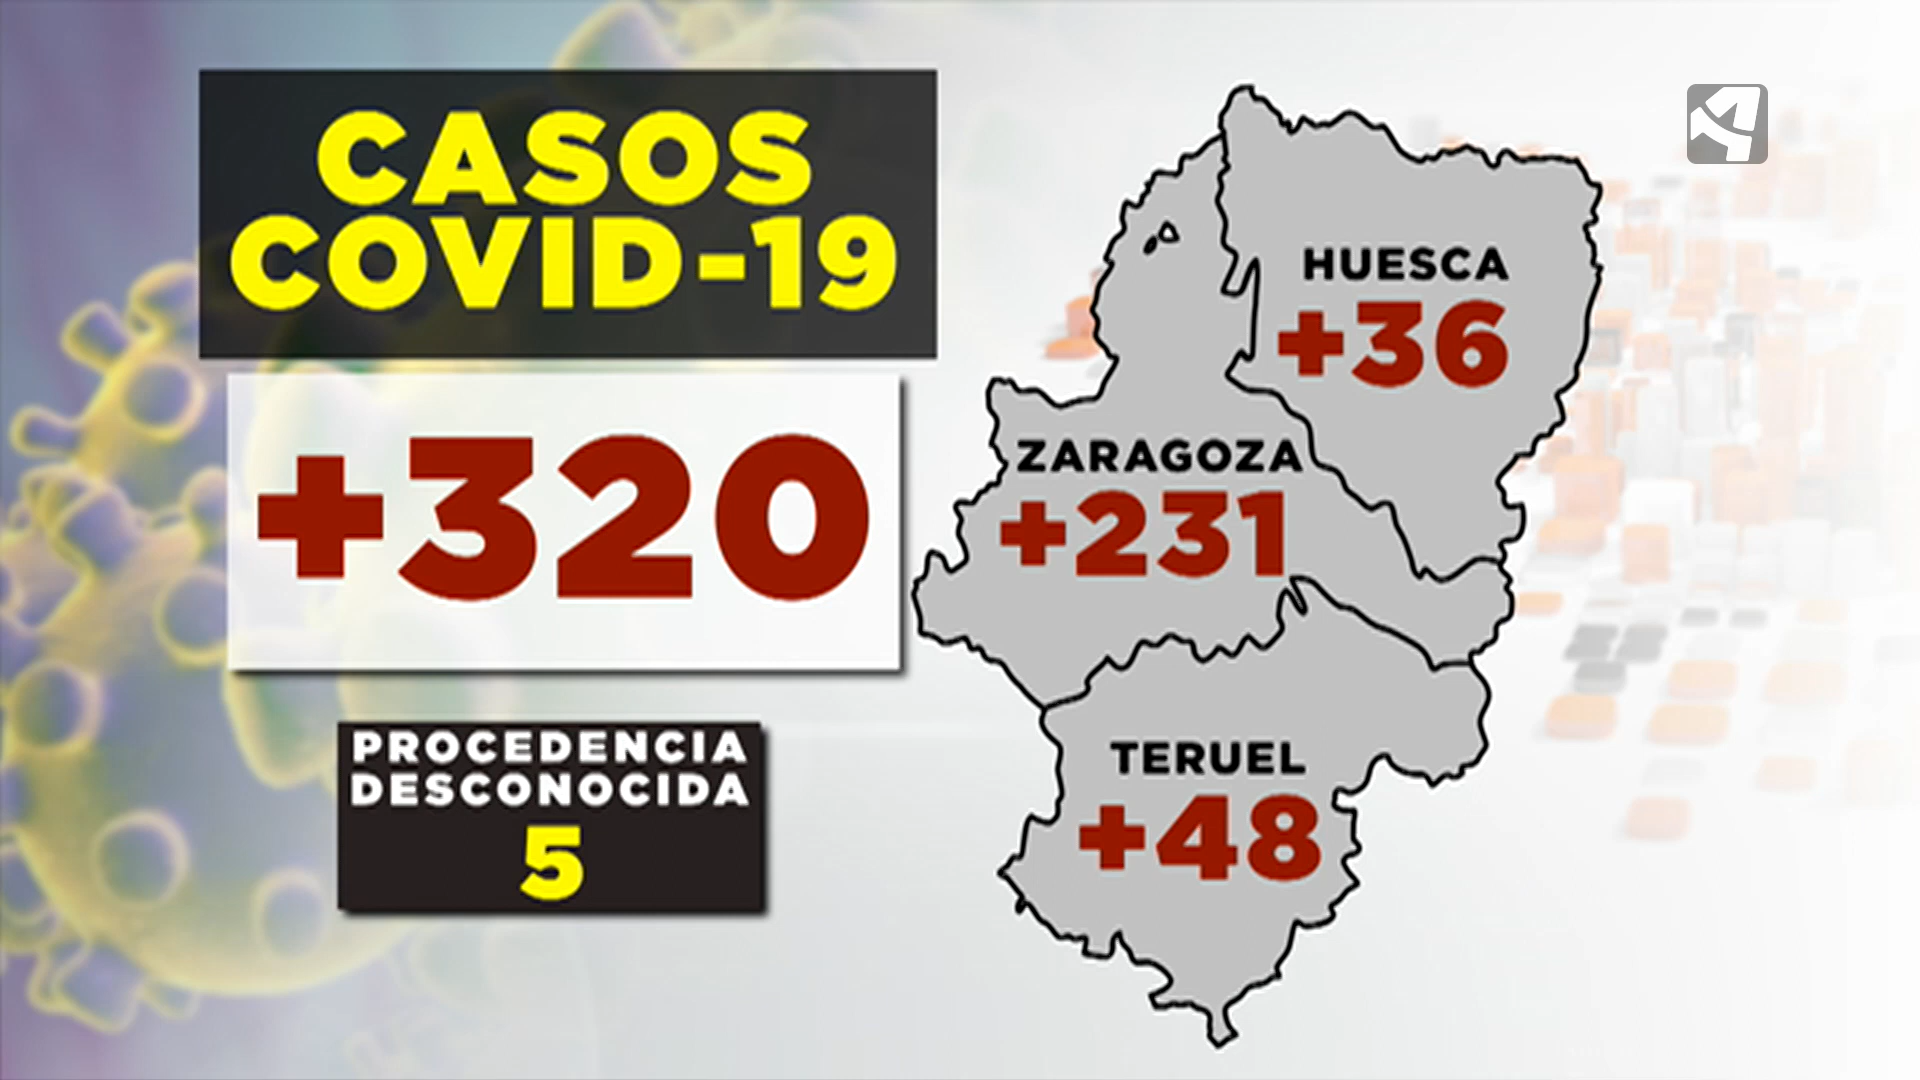 CASOS
COVID-19
+320
PROCEDENCIA
DESCONOCIDA
5
HUESCA
+36
ZARAGOZA
+231
TERUEL
+48